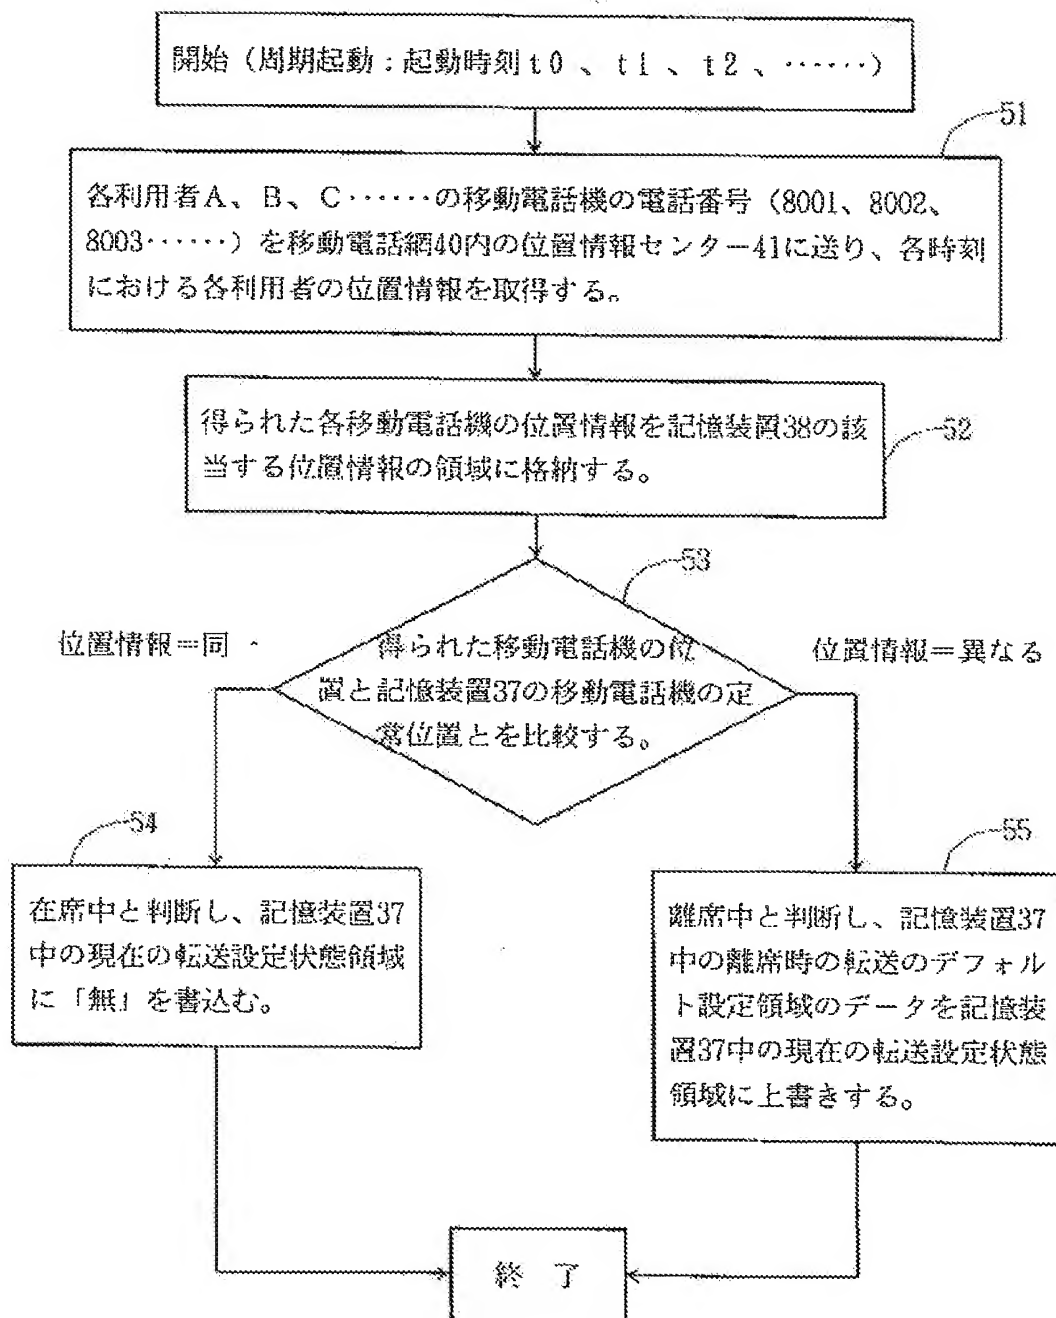 開始（周期起動：起動時刻t0、t1、t2、‥‥‥）
51
各利用者A、B、C‥‥‥の移動電話機の電話番号（8001、8002、
8003‥‥‥）を移動電話網40内の位置情報センター41に送り、各時刻
における各利用者の位置情報を取得する。
52
得られた各移動電話機の位置情報を記憶装置38の該
当する位置情報の領域に格納する。
53
位置情報＝同
得られた移動電話機の位
置と記憶装置37の移動電話機の定
常位置とを比較する。
位置情報＝異なる
54
在席中と判断し、記憶装置37
中の現在の転送設定状態領域
に「無」を書込む。
55
離席中と判断し、記憶装置37
中の離席時の転送のデフォル
ト設定領域のデータを記憶装
置37中の現在の転送設定状態
領域に上書きする。
終 了